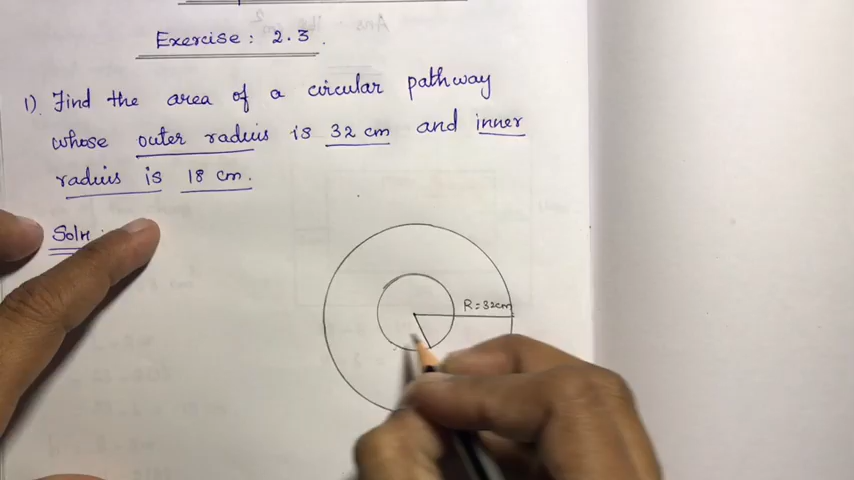 Exercise: 2.3.
1). Find the area of a circular pathway
whose outer radius is 32 cm and inner
radius is 18 cm.
Soln:
R=32cm